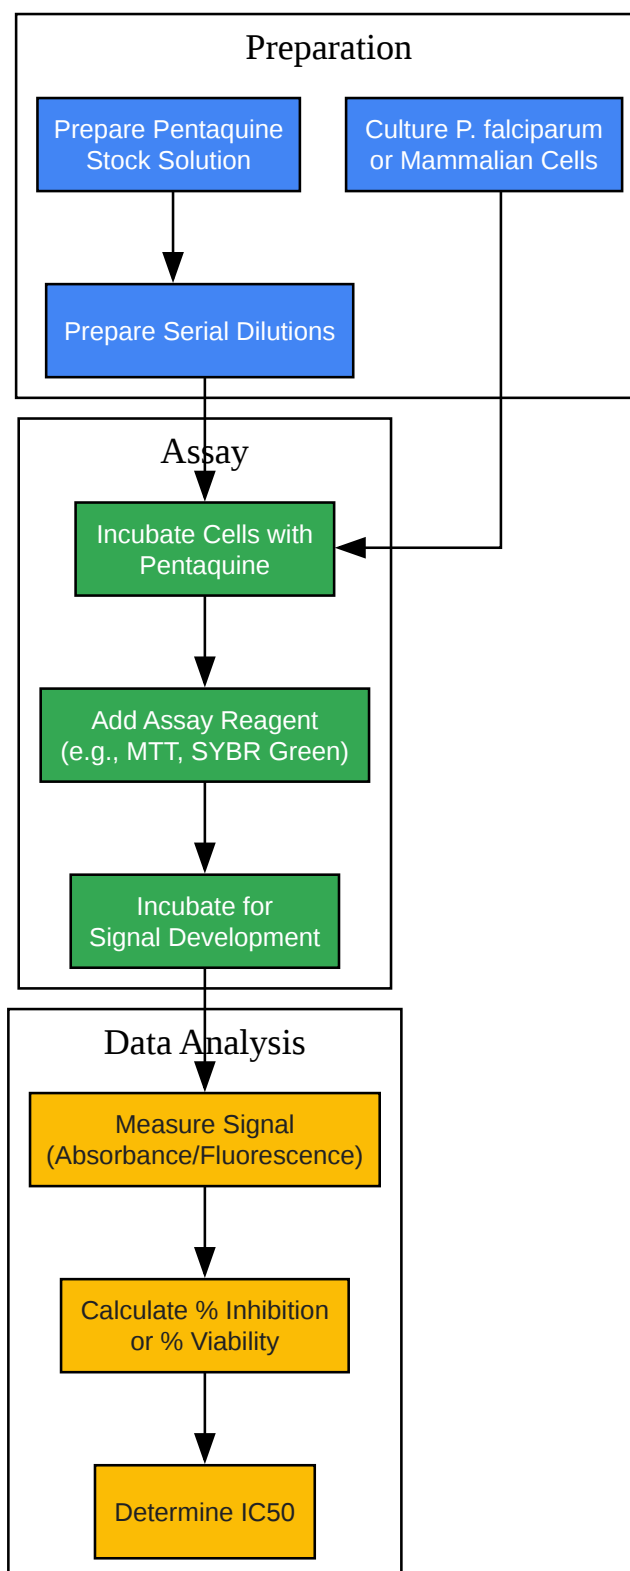 Preparation
Prepare Pentaquine
Stock Solution
Culture P. falciparum
or Mammalian Cells
Prepare Serial Dilutions
Assay
Incubate Cells with
Pentaquine
Add Assay Reagent
(e.g., MTT, SYBR Green)
Incubate for
Signal Development
Data Analysis
Measure Signal
(Absorbance/Fluorescence)
Calculate % Inhibition
or % Viability
Determine IC50